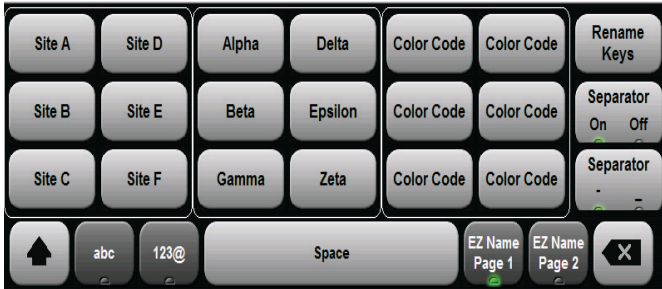 Site A Site D Alpha Delta Color Code Color Code Rename Keys
Site B Site E Beta Epsilon Color Code Color Code Separator
On Off
Site C Site F Gamma Zeta Color Code Color Code Separator
- _
abc 123@ Space EZ Name Page 1 EZ Name Page 2 X